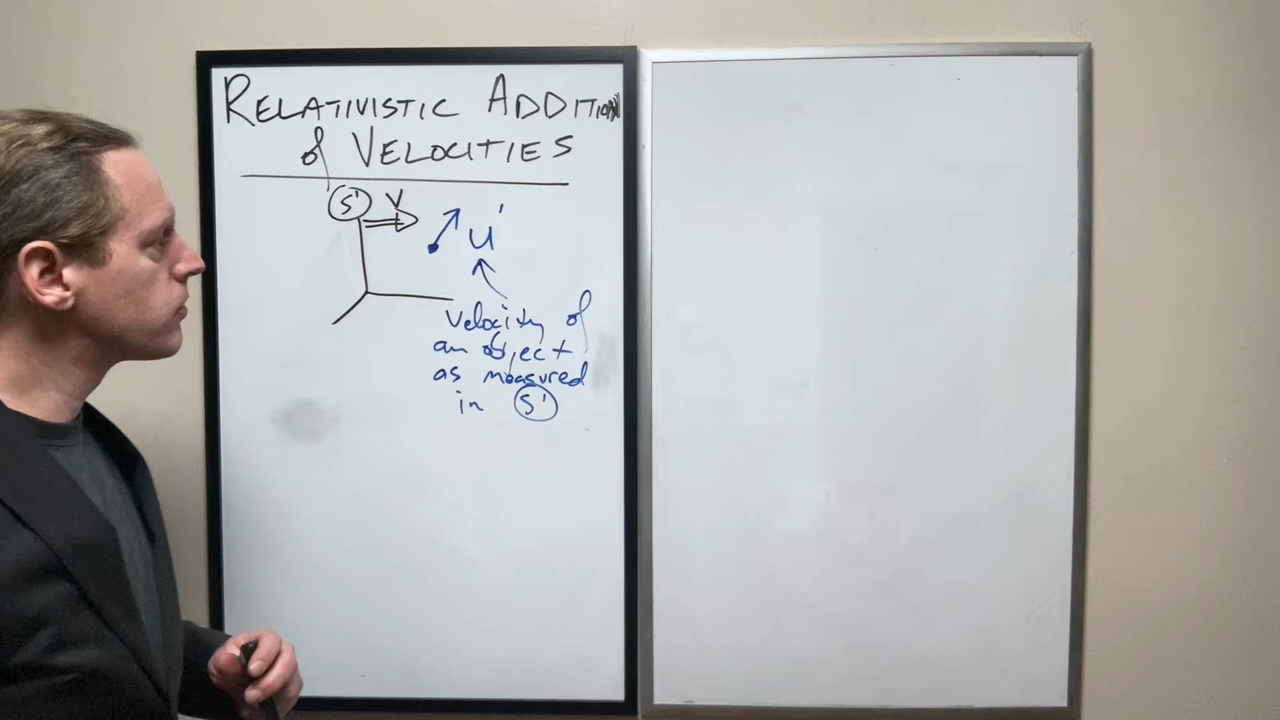 RELATIVISTIC ADDITION
of VELOCITIES
S' V
u'
Velocity of
an object
as measured
in S'